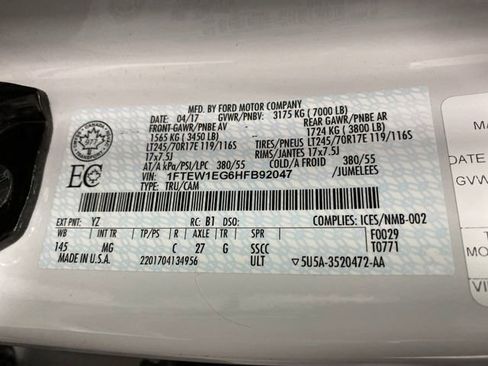 MFD. BY FORD MOTOR COMPANY
DATE: 04/17 GVWR/PNBV: 3175 KG ( 7000 LB)
FRONT GAWR/PNBE AV REAR GAWR/PNBE AR
1565 KG ( 3450 LB) 1724 KG ( 3800 LB)
LT245/70R17E 119/116S TIRES/PNEUS LT245/70R17E 119/116S
17x7.5J RIMS/JANTES 17x7.5J
AT/A kPa/PSI/LPC 380/55 COLD/A FROID 380/55
VIN: 1FTEW1EG6HFB92047 /JUMELEES
TYPE: TRU/CAM
977
EC
EXT PNT: YZ RC: B1 DSO: COMPLIES: ICES/NMB-002
WB INT TR TP/PS R AXLE TR SPR F0029
145 MG C 27 G SSCC T0771
MADE IN U.S.A. 2201704134956 ULT ▽5U5A-3520472-AA
MA
DATE
GVW
T
MO
VI